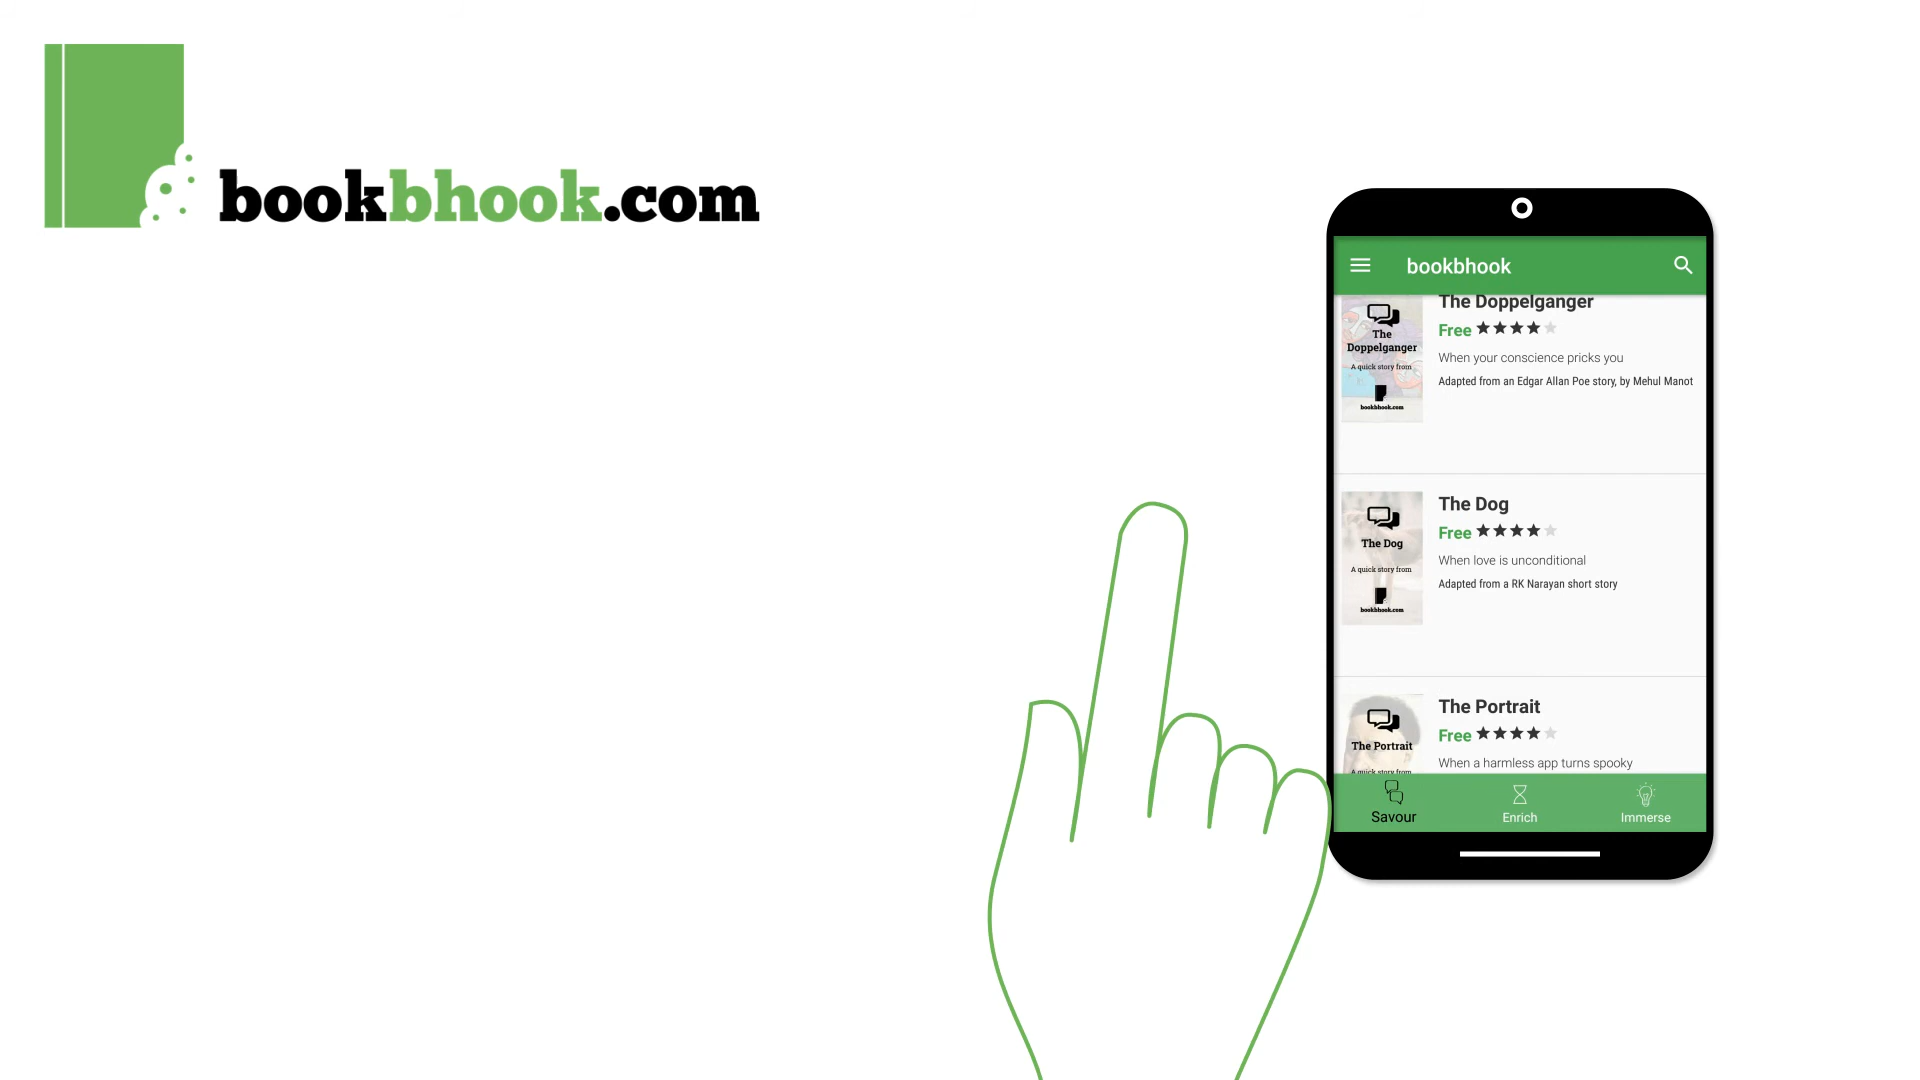 bookbhook.com
bookbhook
The Doppelganger
Free
When your conscience pricks you
Adapted from an Edgar Allan Poe story, by Mehul Manot
The
Doppelganger
A quick story from
bookbhook.com
The Dog
Free
When love is unconditional
Adapted from a RK Narayan short story
The Dog
A quick story from
bookbhook.com
The Portrait
Free
When a harmless app turns spooky
The Portrait
A quick story from
Savour
Enrich
Immerse